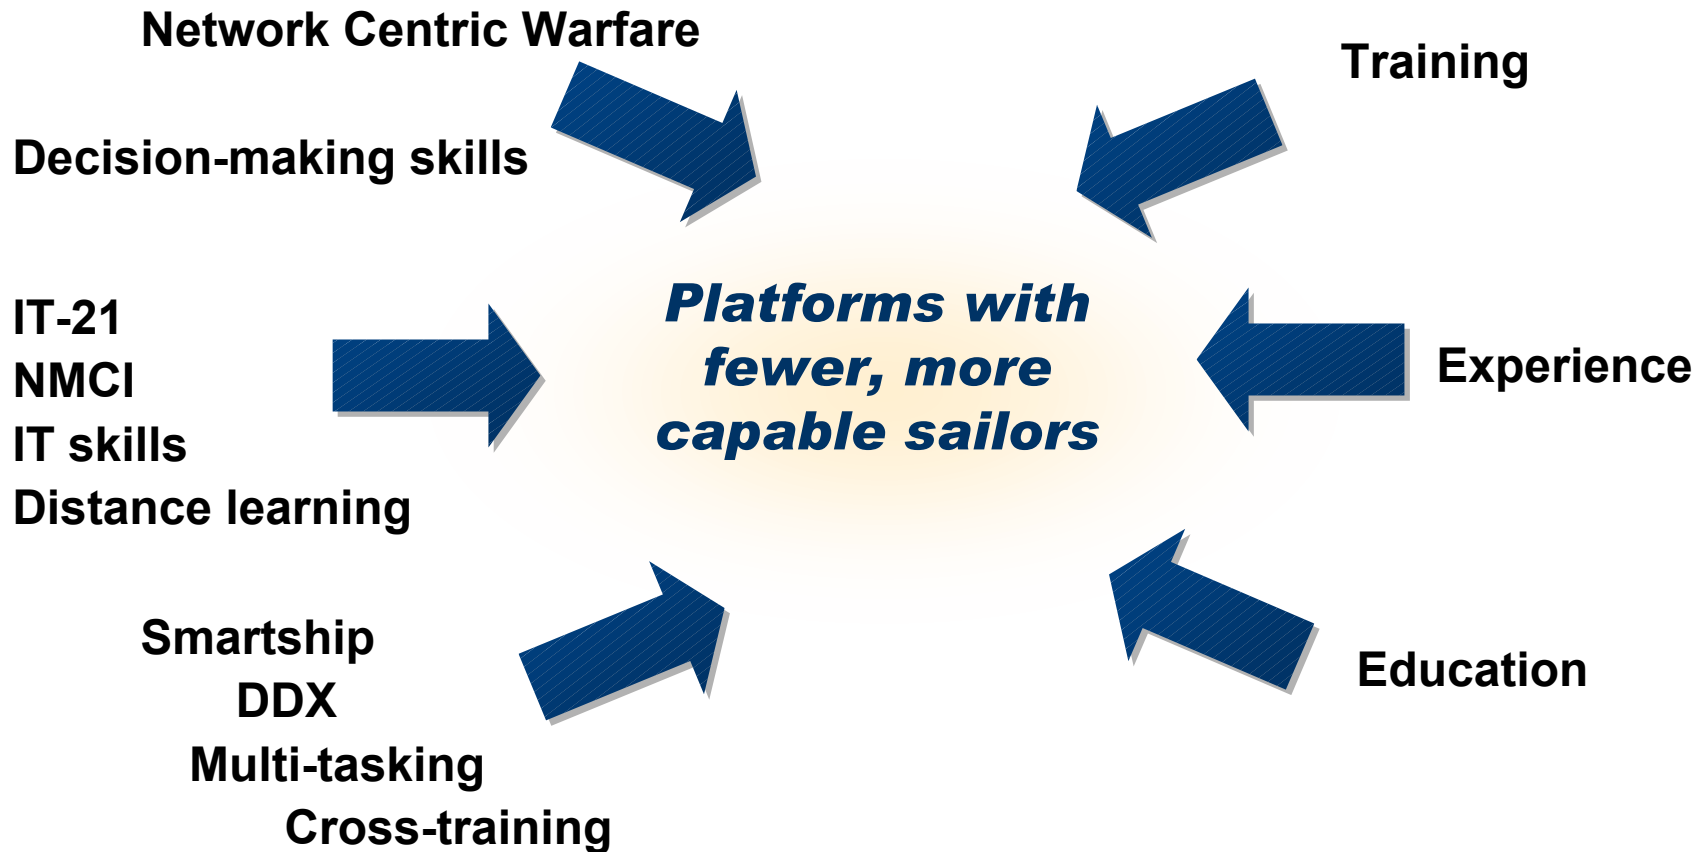 Network Centric Warfare
Decision-making skills
IT-21
NMCI
IT skills
Distance learning
Smartship
DDX
Multi-tasking
Cross-training
Platforms with
fewer, more
capable sailors
Training
Experience
Education